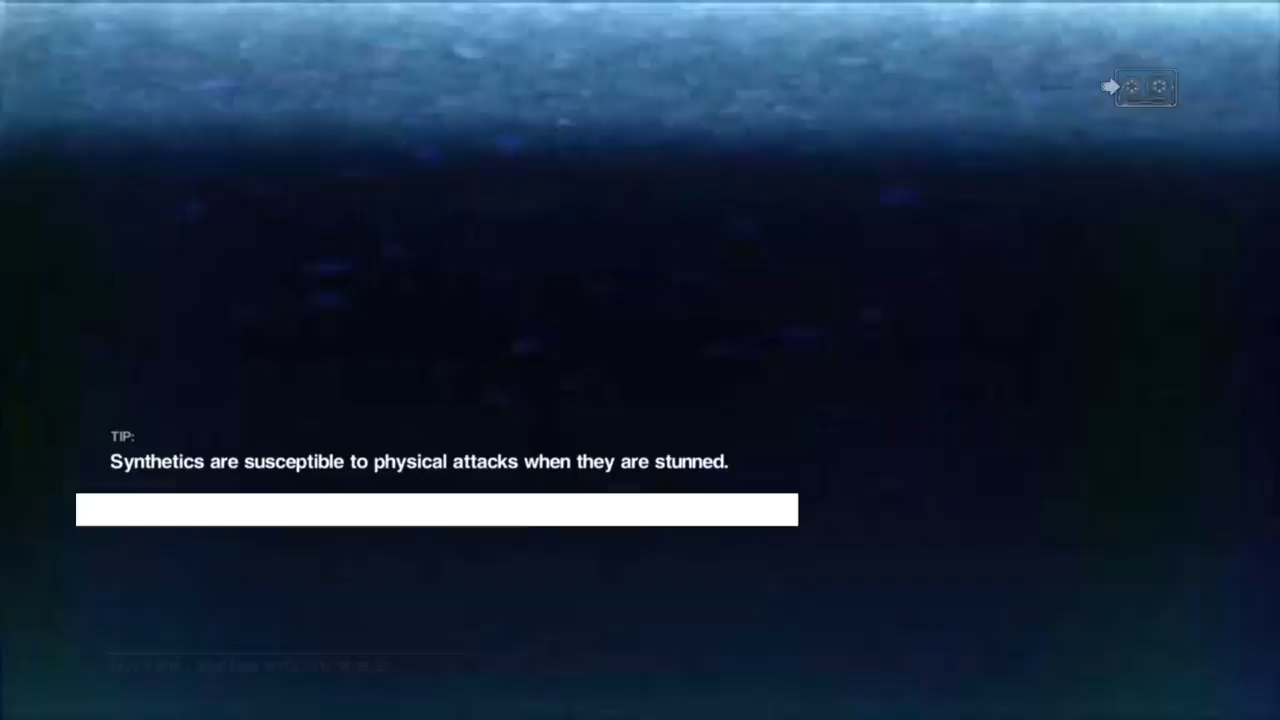 TIP:
Synthetics are susceptible to physical attacks when they are stunned.